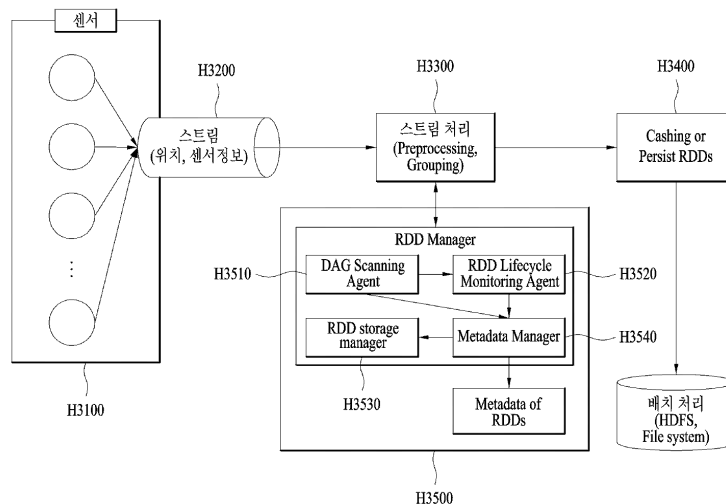 센서
H3200
H3300
H3400
스트림
(위치, 센서정보)
스트림 처리
(Preprocessing,
Grouping)
Cashing or
Persist RDDs
RDD Manager
H3510
DAG Scanning
Agent
RDD Lifecycle
Monitoring Agent
H3520
RDD storage
manager
Metadata Manager
H3540
H3530
H3100
Metadata of
RDDs
배치 처리
(HDFS,
File system)
H3500
⋮